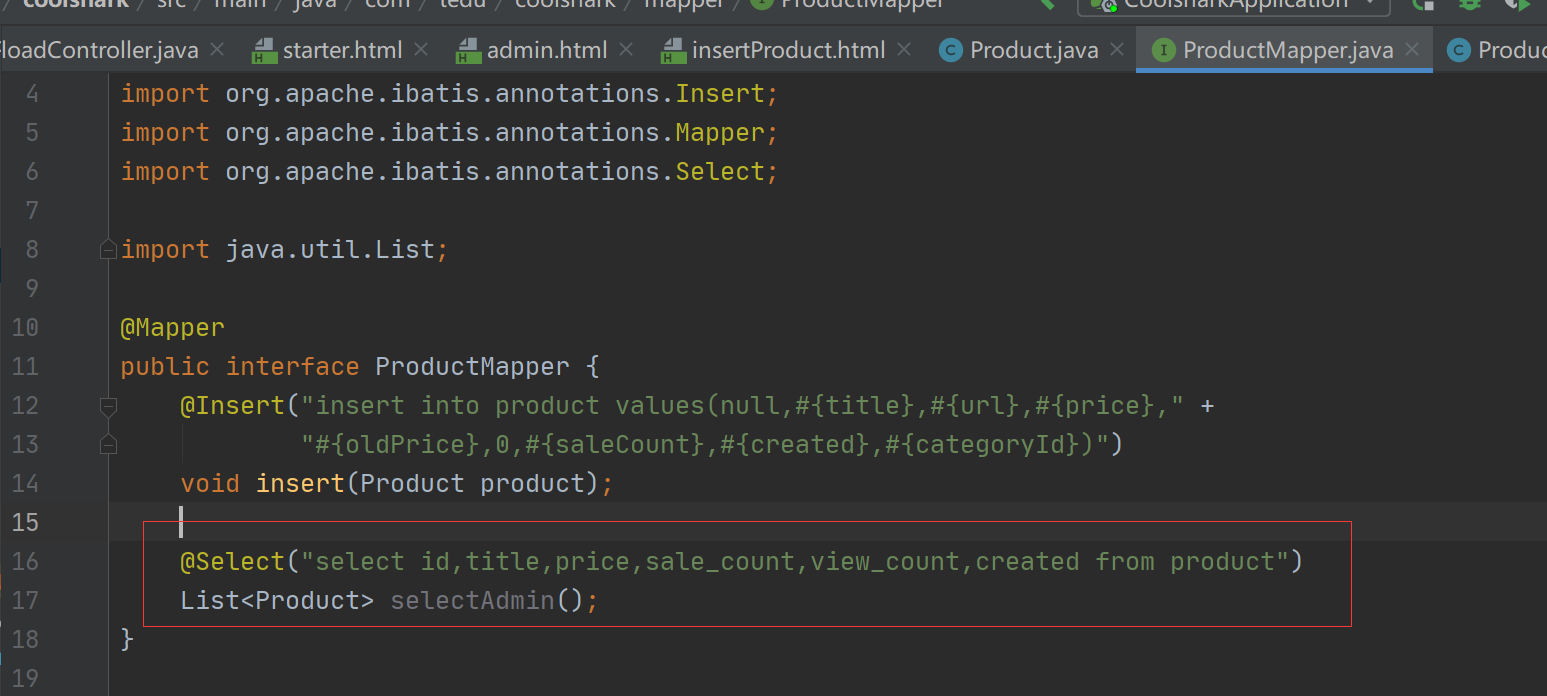 coolshark / src / main / java / com / tedu / coolshark / mapper / ProductMapper CoolsharkApplication
loadController.java starter.html admin.html insertProduct.html Product.java ProductMapper.java Produc
4 import org.apache.ibatis.annotations.Insert;
5 import org.apache.ibatis.annotations.Mapper;
6 import org.apache.ibatis.annotations.Select;
7
8 import java.util.List;
9
10 @Mapper
11 public interface ProductMapper {
12 @Insert("insert into product values(null,#{title},#{url},#{price}," +
13 "#{oldPrice},0,#{saleCount},#{created},#{categoryId})")
14 void insert(Product product);
15
16 @Select("select id,title,price,sale_count,view_count,created from product")
17 List<Product> selectAdmin();
18 }
19